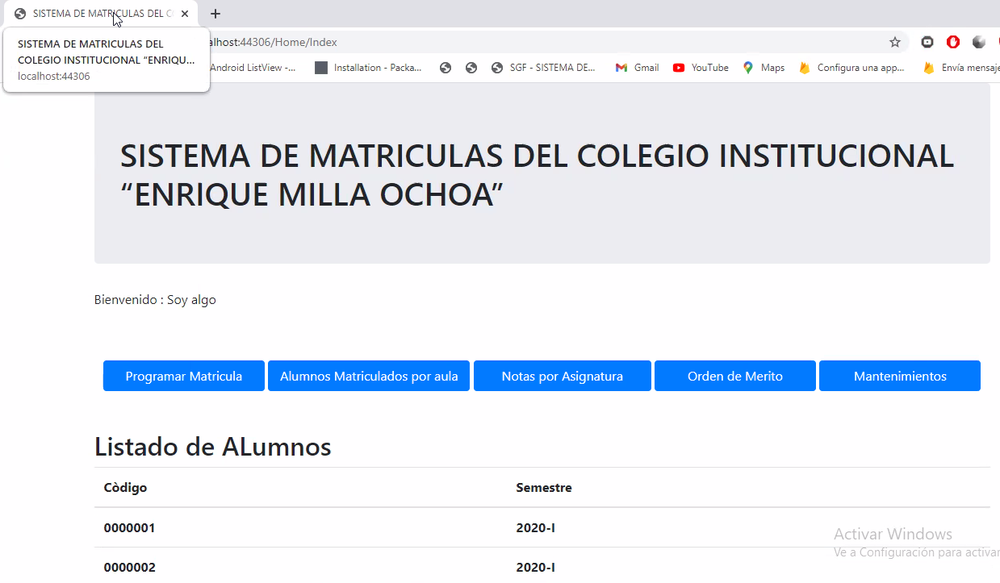 SISTEMA DE MATRICULAS DEL C
SISTEMA DE MATRICULAS DEL
COLEGIO INSTITUCIONAL “ENRIQU...
localhost:44306
alhost:44306/Home/Index
Android ListView -...
Installation - Packa...
SGF - SISTEMA DE...
Gmail
YouTube
Maps
Configura una app...
Envía mensaje
SISTEMA DE MATRICULAS DEL COLEGIO INSTITUCIONAL
“ENRIQUE MILLA OCHOA”
Bienvenido : Soy algo
Programar Matricula
Alumnos Matriculados por aula
Notas por Asignatura
Orden de Merito
Mantenimientos
Listado de ALumnos
Còdigo Semestre
0000001 2020-I
0000002 2020-I
Activar Windows
Ve a Configuración para activar